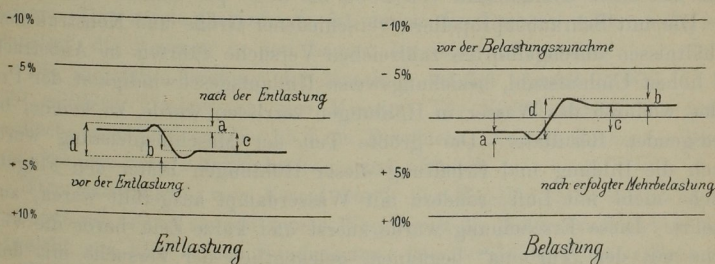 -10%
- 5%
nach der Entlastung
a
c
d
b
+ 5%
vor der Entlastung.
+10%
Entlastung
-10%
vor der Belastungszunahme
- 5%
d
b
c
a
+ 5%
nach erfolgter Mehrbelastung
+10%
Belastung